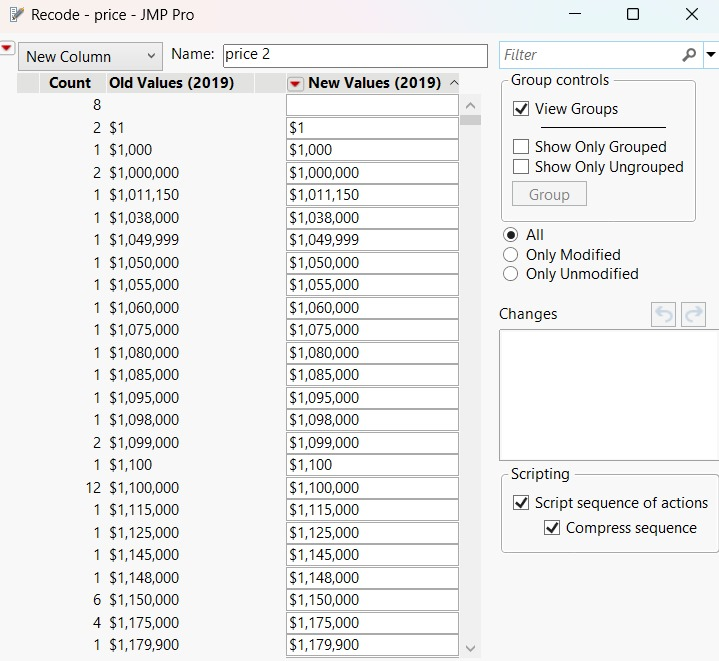 Recode - price - JMP Pro
New Column Name: price 2 Filter
Count Old Values (2019) New Values (2019)
8
2 $1 $1
1 $1,000 $1,000
2 $1,000,000 $1,000,000
1 $1,011,150 $1,011,150
1 $1,038,000 $1,038,000
1 $1,049,999 $1,049,999
1 $1,050,000 $1,050,000
1 $1,055,000 $1,055,000
1 $1,060,000 $1,060,000
1 $1,075,000 $1,075,000
1 $1,080,000 $1,080,000
1 $1,085,000 $1,085,000
1 $1,095,000 $1,095,000
1 $1,098,000 $1,098,000
2 $1,099,000 $1,099,000
1 $1,100 $1,100
12 $1,100,000 $1,100,000
1 $1,115,000 $1,115,000
1 $1,125,000 $1,125,000
1 $1,145,000 $1,145,000
1 $1,148,000 $1,148,000
6 $1,150,000 $1,150,000
4 $1,175,000 $1,175,000
1 $1,179,900 $1,179,900
Group controls
View Groups
Show Only Grouped
Show Only Ungrouped
Group
All
Only Modified
Only Unmodified
Changes
Scripting
Script sequence of actions
Compress sequence